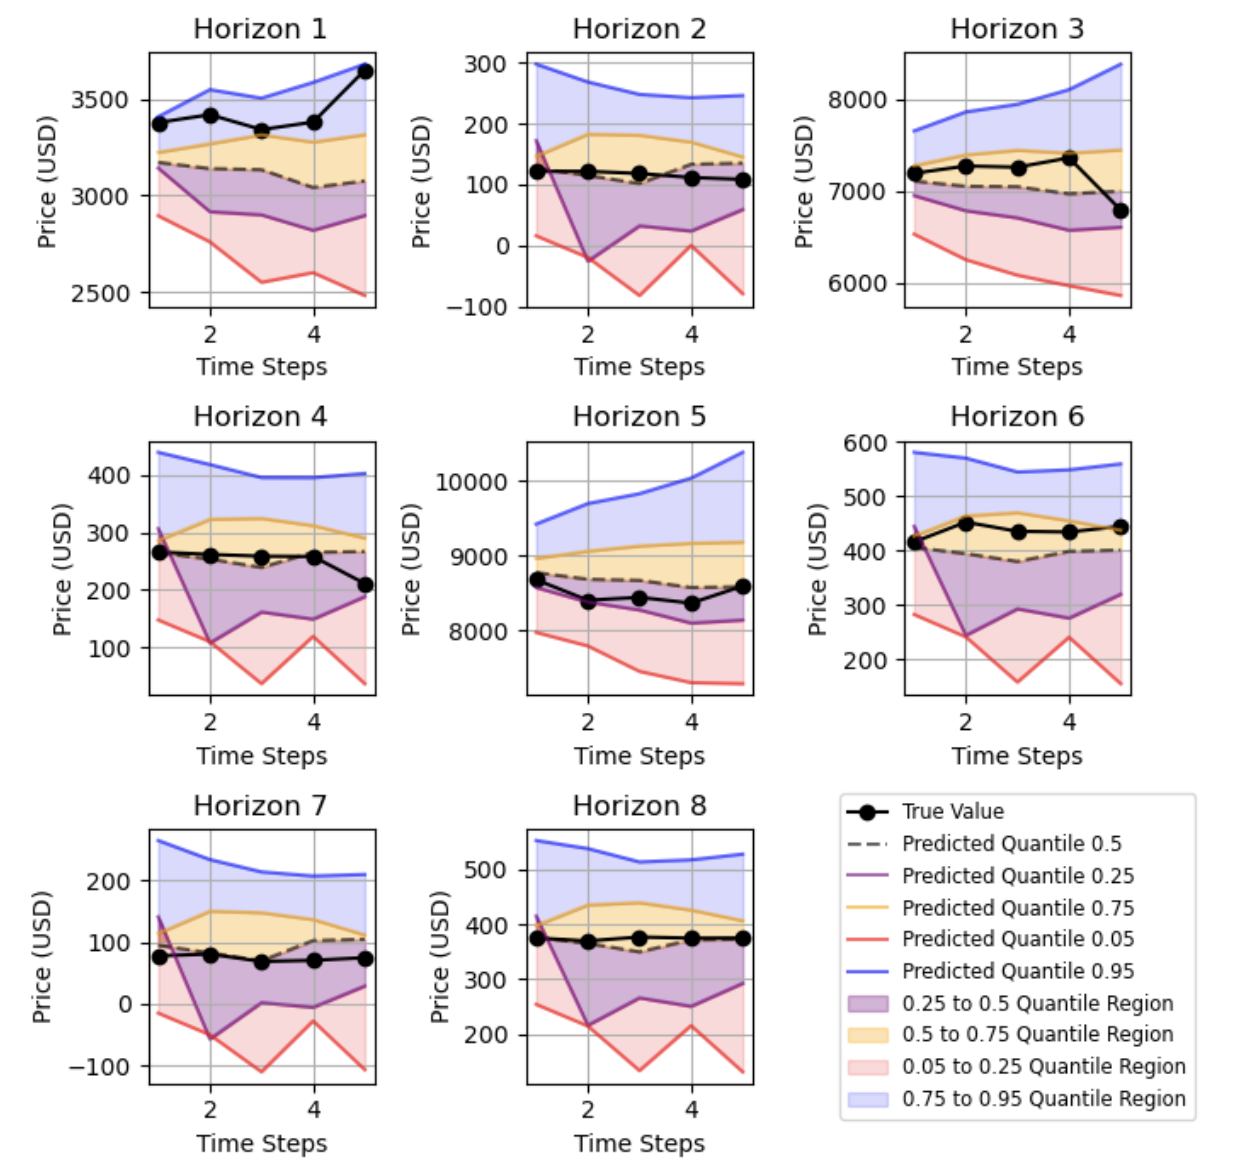 Horizon 1
Price (USD)
3500
3000
2500
2
4
Time Steps
Horizon 2
Price (USD)
300
200
100
0
−100
2
4
Time Steps
Horizon 3
Price (USD)
8000
7000
6000
2
4
Time Steps
Horizon 4
Price (USD)
400
300
200
100
2
4
Time Steps
Horizon 5
Price (USD)
10000
9000
8000
2
4
Time Steps
Horizon 6
Price (USD)
600
500
400
300
200
2
4
Time Steps
Horizon 7
Price (USD)
200
100
0
−100
2
4
Time Steps
Horizon 8
Price (USD)
500
400
300
200
2
4
Time Steps
True Value
Predicted Quantile 0.5
Predicted Quantile 0.25
Predicted Quantile 0.75
Predicted Quantile 0.05
Predicted Quantile 0.95
0.25 to 0.5 Quantile Region
0.5 to 0.75 Quantile Region
0.05 to 0.25 Quantile Region
0.75 to 0.95 Quantile Region